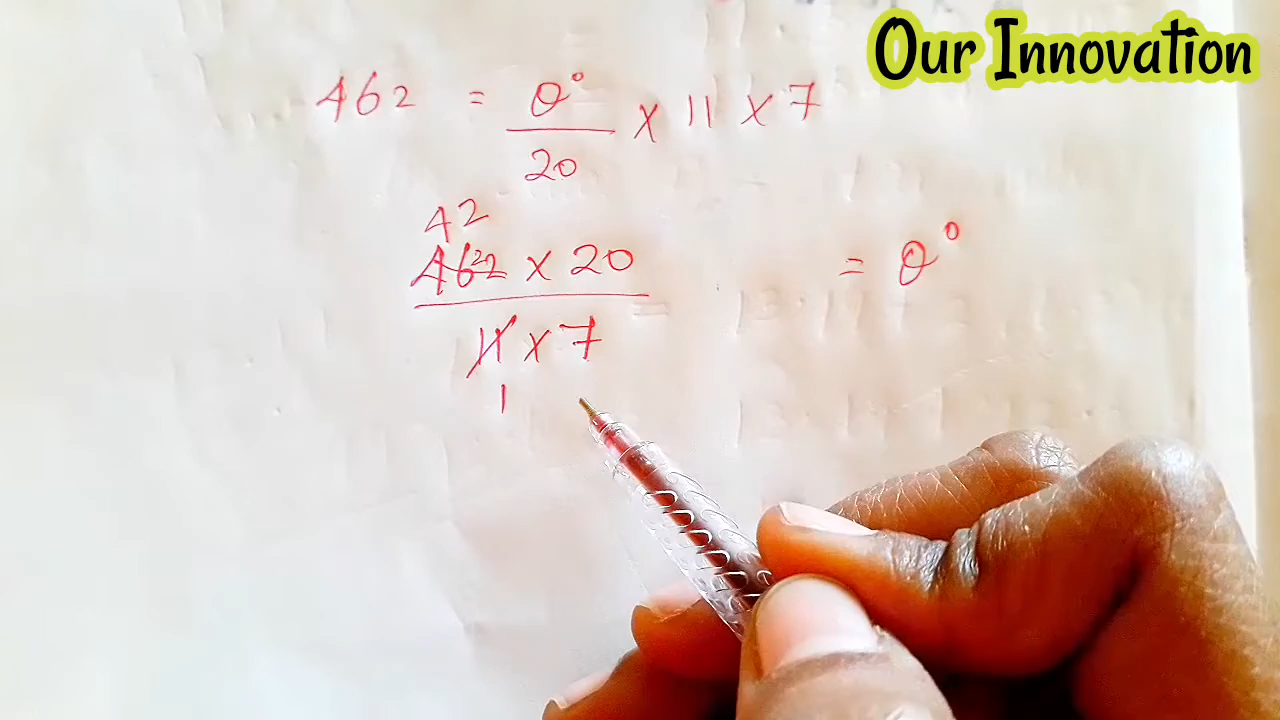 Our Innovation
462 = θ° × 11 × 7
20
42
462 × 20 = θ°
11 × 7
1